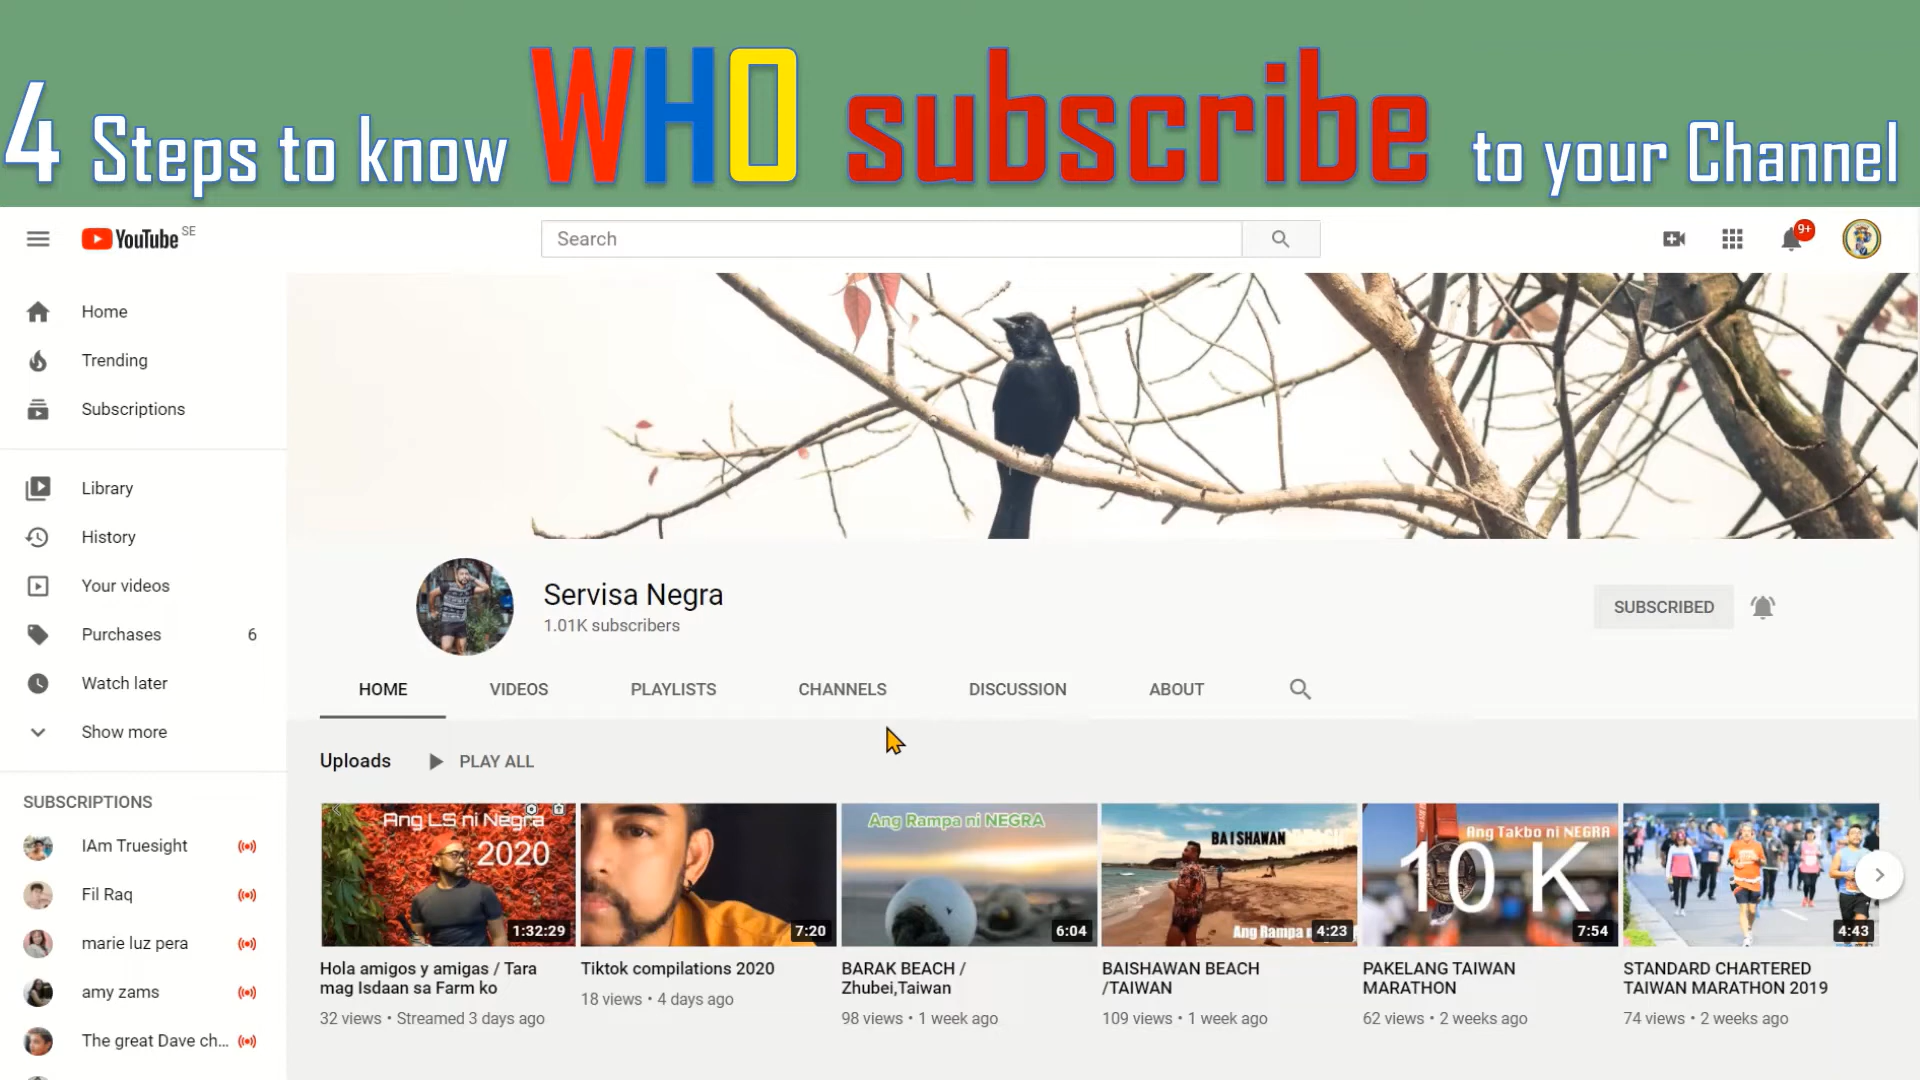 4 Steps to know WHO subscribe to your Channel
YouTube SE
Search
9+
Home
Trending
Subscriptions
Library
History
Your videos
Purchases 6
Watch later
Show more
SUBSCRIPTIONS
IAm Truesight
Fil Raq
marie luz pera
amy zams
The great Dave ch...
Servisa Negra
1.01K subscribers
SUBSCRIBED
HOME VIDEOS PLAYLISTS CHANNELS DISCUSSION ABOUT
Uploads PLAY ALL
Ang LS ni Negra
2020
1:32:29
Hola amigos y amigas / Tara
mag Isdaan sa Farm ko
32 views • Streamed 3 days ago
7:20
Tiktok compilations 2020
18 views • 4 days ago
Ang Rampa ni NEGRA
6:04
BARAK BEACH /
Zhubei,Taiwan
98 views • 1 week ago
BAISHAWAN
Ang Rampa
4:23
BAISHAWAN BEACH
/TAIWAN
109 views • 1 week ago
Ang Takbo ni NEGRA
10 K
7:54
PAKELANG TAIWAN
MARATHON
62 views • 2 weeks ago
4:43
STANDARD CHARTERED
TAIWAN MARATHON 2019
74 views • 2 weeks ago